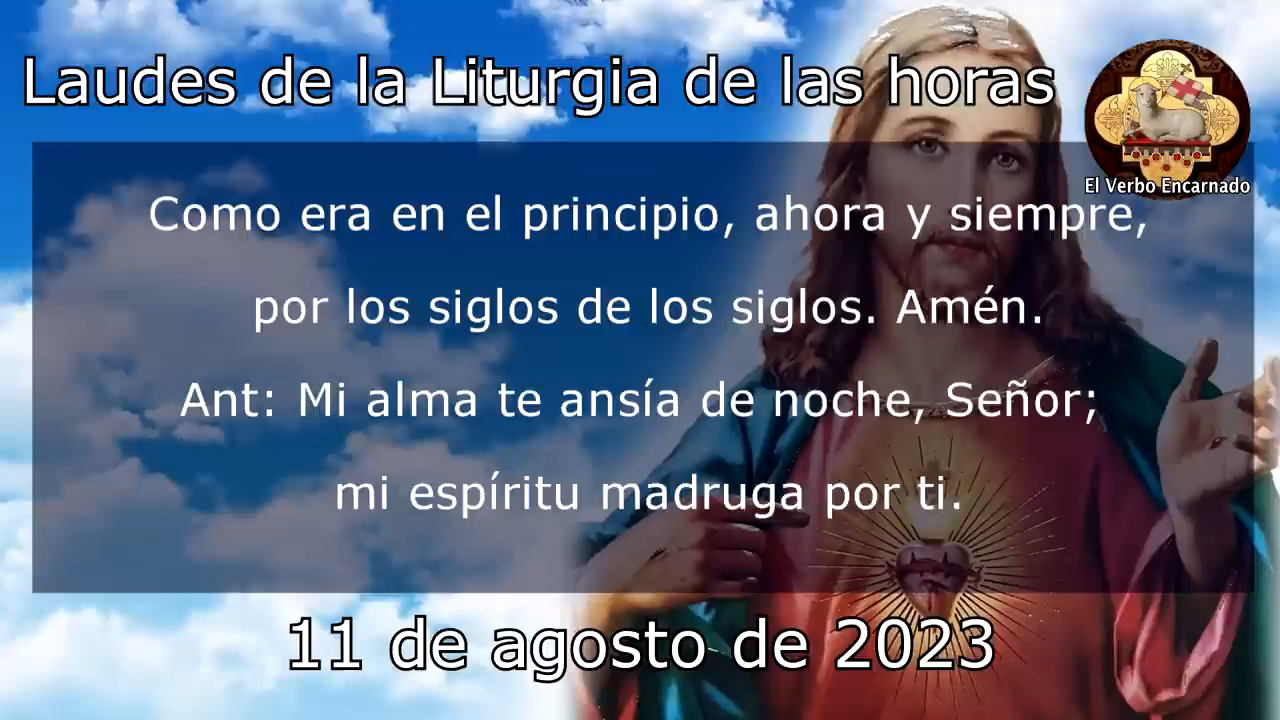 Laudes de la Liturgia de las horas
El Verbo Encarnado
Como era en el principio, ahora y siempre,
por los siglos de los siglos. Amén.
Ant: Mi alma te ansía de noche, Señor;
mi espíritu madruga por ti.
11 de agosto de 2023